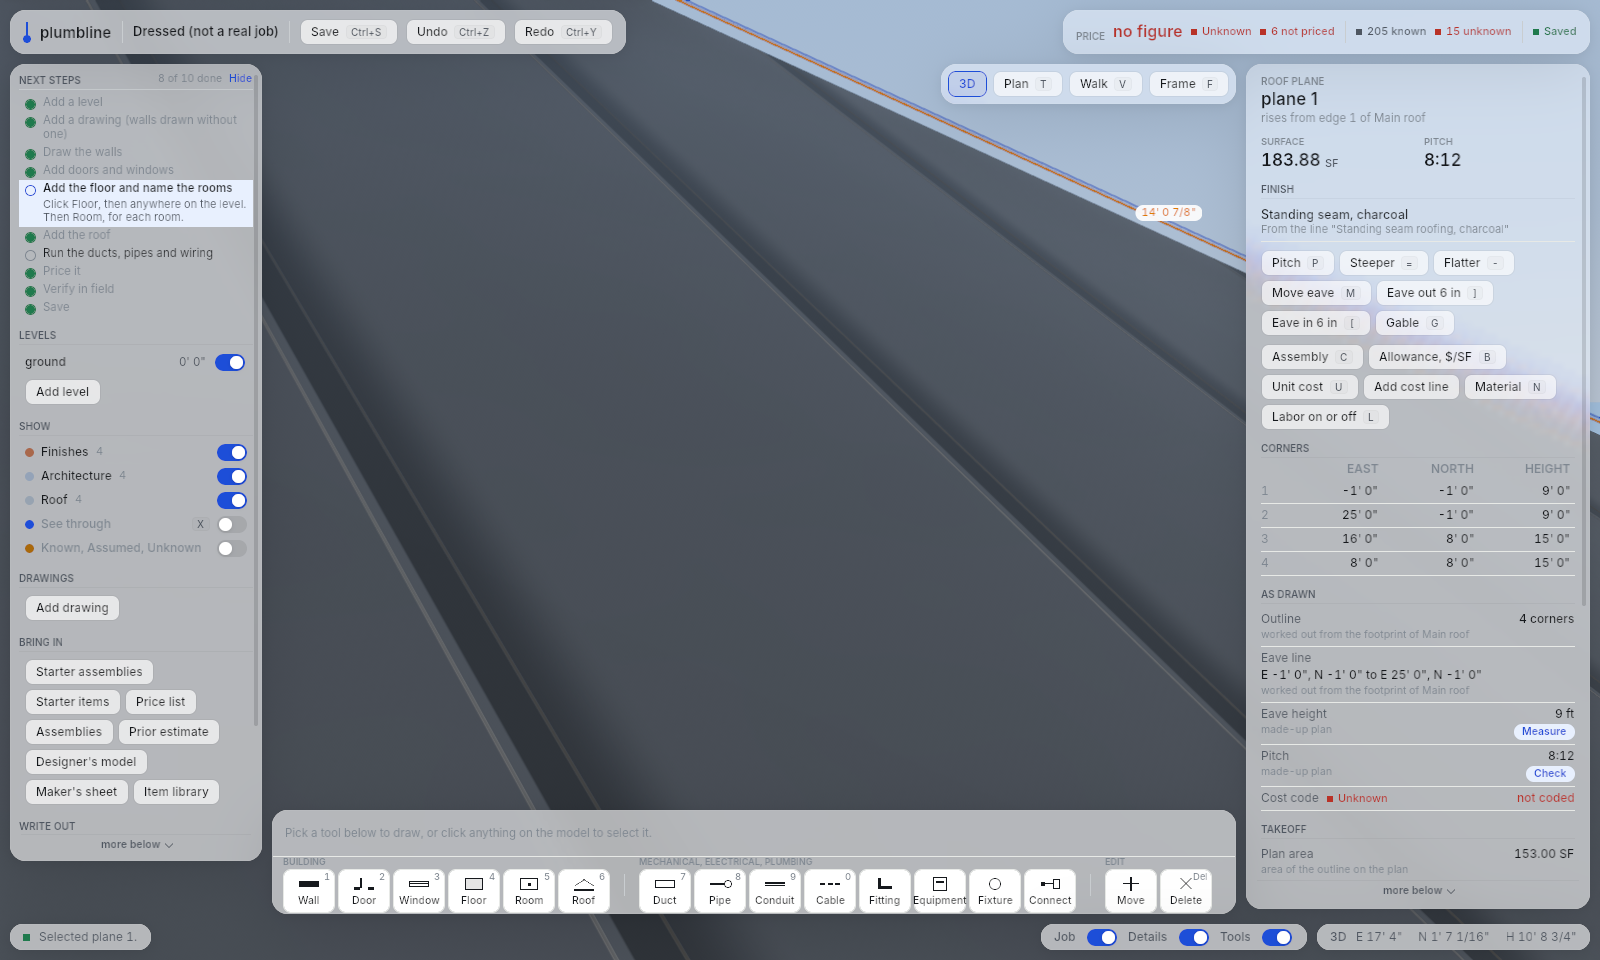 plumbline
Dressed (not a real job)
Save Ctrl+S
Undo Ctrl+Z
Redo Ctrl+Y
PRICE no figure Unknown 6 not priced 205 known 15 unknown Saved
NEXT STEPS 8 of 10 done Hide
Add a level
Add a drawing (walls drawn without
one)
Draw the walls
Add doors and windows
Add the floor and name the rooms
Click Floor, then anywhere on the level.
Then Room, for each room.
Add the roof
Run the ducts, pipes and wiring
Price it
Verify in field
Save
LEVELS
ground 0' 0"
Add level
SHOW
Finishes 4
Architecture 4
Roof 4
See through X
Known, Assumed, Unknown
DRAWINGS
Add drawing
BRING IN
Starter assemblies
Starter items Price list
Assemblies Prior estimate
Designer's model
Maker's sheet Item library
WRITE OUT
more below
3D Plan T Walk V Frame F
14' 0 7/8"
ROOF PLANE
plane 1
rises from edge 1 of Main roof
SURFACE PITCH
183.88 SF 8:12
FINISH
Standing seam, charcoal
From the line "Standing seam roofing, charcoal"
Pitch P Steeper = Flatter -
Move eave M Eave out 6 in ]
Eave in 6 in [ Gable G
Assembly C Allowance, $/SF B
Unit cost U Add cost line Material N
Labor on or off L
CORNERS
EAST NORTH HEIGHT
1 -1' 0" -1' 0" 9' 0"
2 25' 0" -1' 0" 9' 0"
3 16' 0" 8' 0" 15' 0"
4 8' 0" 8' 0" 15' 0"
AS DRAWN
Outline 4 corners
worked out from the footprint of Main roof
Eave line
E -1' 0", N -1' 0" to E 25' 0", N -1' 0"
worked out from the footprint of Main roof
Eave height 9 ft
made-up plan Measure
Pitch 8:12
made-up plan Check
Cost code Unknown not coded
TAKEOFF
Plan area 153.00 SF
area of the outline on the plan
more below
Pick a tool below to draw, or click anything on the model to select it.
BUILDING MECHANICAL, ELECTRICAL, PLUMBING EDIT
1 2 3 4 5 6 7 8 9 0 Del
Wall Door Window Floor Room Roof Duct Pipe Conduit Cable Fitting Equipment Fixture Connect Move Delete
Selected plane 1.
Job Details Tools
3D E 17' 4" N 1' 7 1/16" H 10' 8 3/4"